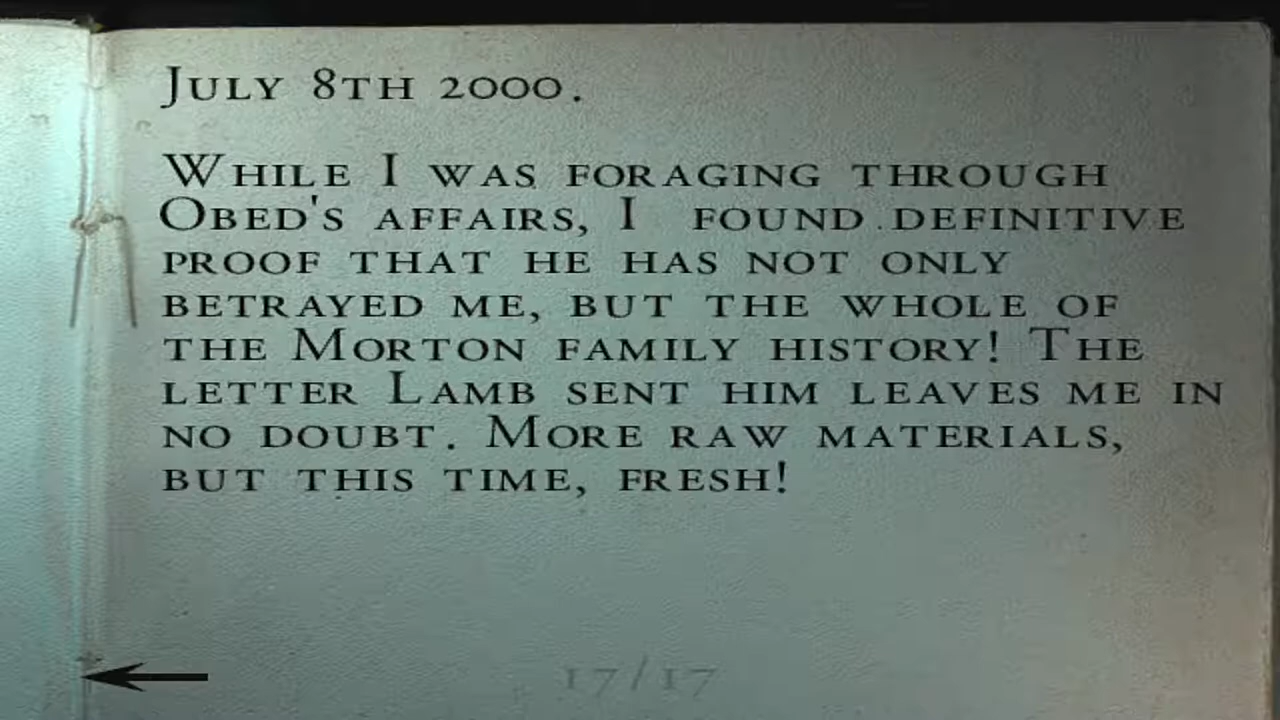 July 8th 2000.
While I was foraging through
Obed's affairs, I found definitive
proof that he has not only
betrayed me, but the whole of
the Morton family history! The
letter Lamb sent him leaves me in
no doubt. More raw materials,
but this time, fresh!
17/17